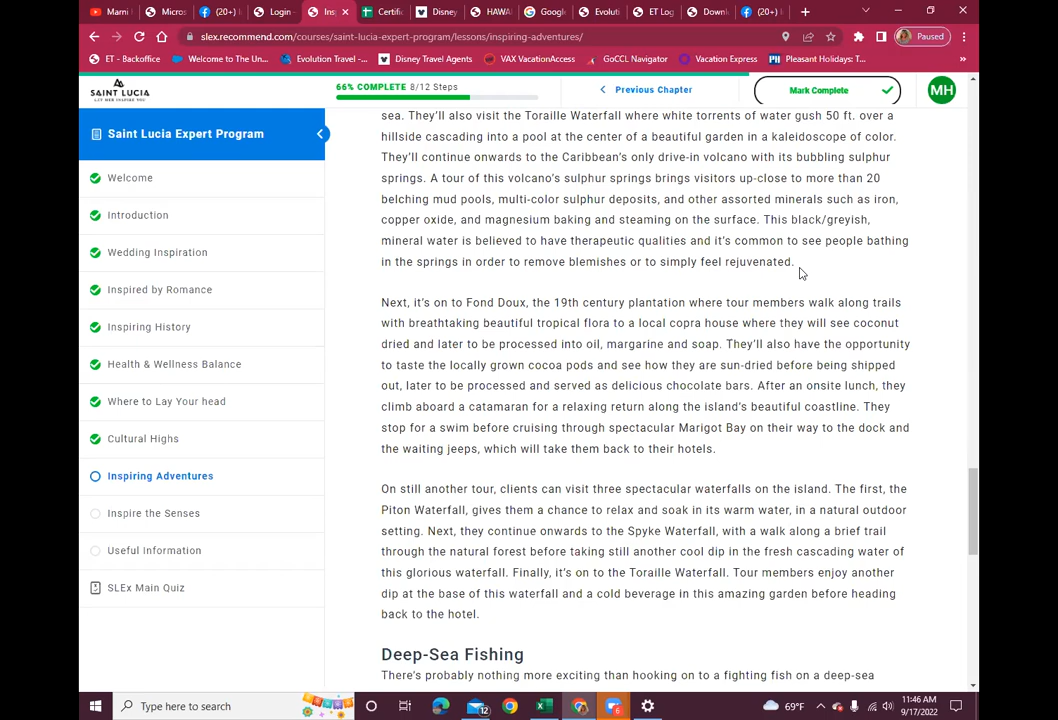 Marni
Micros
(20+)
Login
Ins
Certific
Disney
HAWAI
Google
Evoluti
ET Log
Downl
(20+)
slex.recommend.com/courses/saint-lucia-expert-program/lessons/inspiring-adventures/
Paused
ET - Backoffice
Welcome to The Un...
Evolution Travel -...
Disney Travel Agents
VAX VacationAccess
GoCCL Navigator
Vacation Express
Pleasant Holidays: T...
SAINT LUCIA
LET HER INSPIRE YOU
66% COMPLETE 8/12 Steps
Previous Chapter
Mark Complete
MH
Saint Lucia Expert Program
Welcome
Introduction
Wedding Inspiration
Inspired by Romance
Inspiring History
Health & Wellness Balance
Where to Lay Your head
Cultural Highs
Inspiring Adventures
Inspire the Senses
Useful Information
SLEx Main Quiz
sea. They'll also visit the Toraille Waterfall where white torrents of water gush 50 ft. over a
hillside cascading into a pool at the center of a beautiful garden in a kaleidoscope of color.
They'll continue onwards to the Caribbean's only drive-in volcano with its bubbling sulphur
springs. A tour of this volcano's sulphur springs brings visitors up-close to more than 20
belching mud pools, multi-color sulphur deposits, and other assorted minerals such as iron,
copper oxide, and magnesium baking and steaming on the surface. This black/greyish,
mineral water is believed to have therapeutic qualities and it's common to see people bathing
in the springs in order to remove blemishes or to simply feel rejuvenated.
Next, it's on to Fond Doux, the 19th century plantation where tour members walk along trails
with breathtaking beautiful tropical flora to a local copra house where they will see coconut
dried and later to be processed into oil, margarine and soap. They'll also have the opportunity
to taste the locally grown cocoa pods and see how they are sun-dried before being shipped
out, later to be processed and served as delicious chocolate bars. After an onsite lunch, they
climb aboard a catamaran for a relaxing return along the island's beautiful coastline. They
stop for a swim before cruising through spectacular Marigot Bay on their way to the dock and
the waiting jeeps, which will take them back to their hotels.
On still another tour, clients can visit three spectacular waterfalls on the island. The first, the
Piton Waterfall, gives them a chance to relax and soak in its warm water, in a natural outdoor
setting. Next, they continue onwards to the Spyke Waterfall, with a walk along a brief trail
through the natural forest before taking still another cool dip in the fresh cascading water of
this glorious waterfall. Finally, it's on to the Toraille Waterfall. Tour members enjoy another
dip at the base of this waterfall and a cold beverage in this amazing garden before heading
back to the hotel.
Deep-Sea Fishing
There's probably nothing more exciting than hooking on to a fighting fish on a deep-sea
Type here to search
12
6
69°F
11:46 AM
9/17/2022